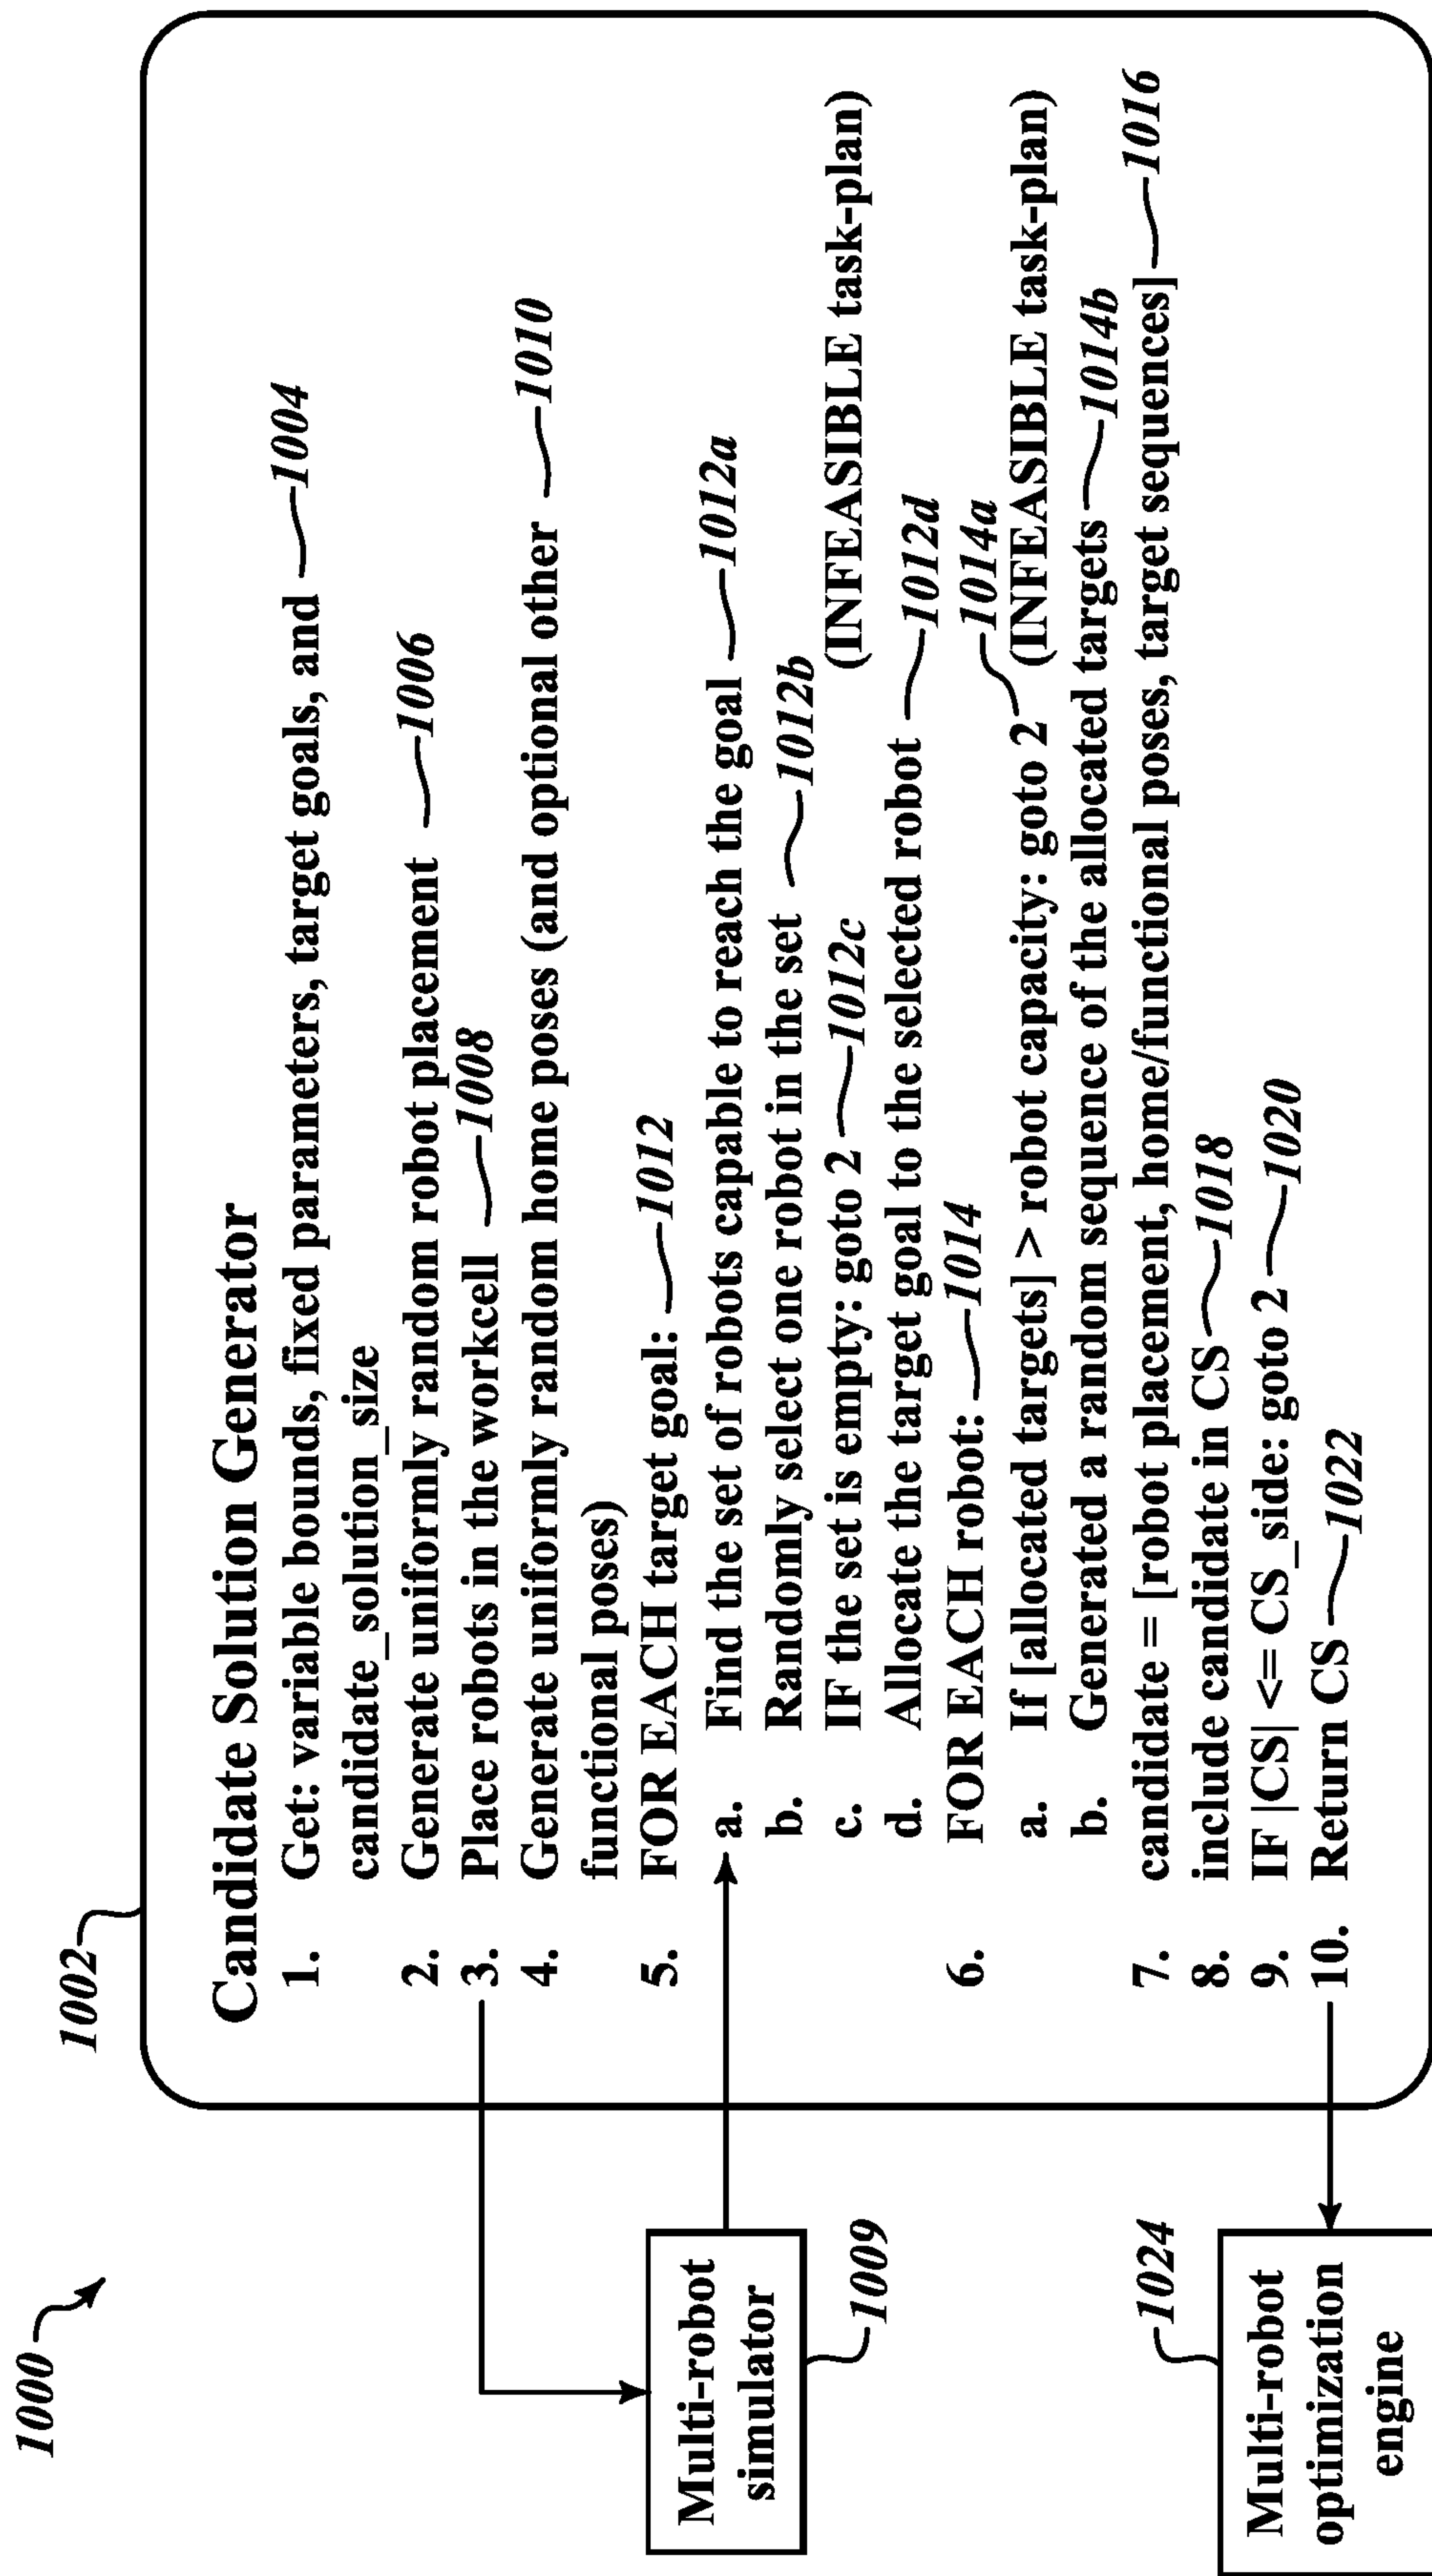 1000
1002
Candidate Solution Generator
1. Get: variable bounds, fixed parameters, target goals, and 1004
candidate_solution_size
2. Generate uniformly random robot placement 1006
3. Place robots in the workcell 1008
4. Generate uniformly random home poses (and optional other 1010
functional poses)
5. FOR EACH target goal: 1012
a. Find the set of robots capable to reach the goal 1012a
b. Randomly select one robot in the set 1012b
c. IF the set is empty: goto 2 1012c (INFEASIBLE task-plan)
d. Allocate the target goal to the selected robot 1012d
6. FOR EACH robot: 1014
a. If [allocated targets] > robot capacity: goto 2 1014a (INFEASIBLE task-plan)
b. Generated a random sequence of the allocated targets 1014b
7. candidate = [robot placement, home/functional poses, target sequences] 1016
8. include candidate in CS 1018
9. IF |CS| <= CS_side: goto 2 1020
10. Return CS 1022
Multi-robot
simulator
1009
1024
Multi-robot
optimization
engine